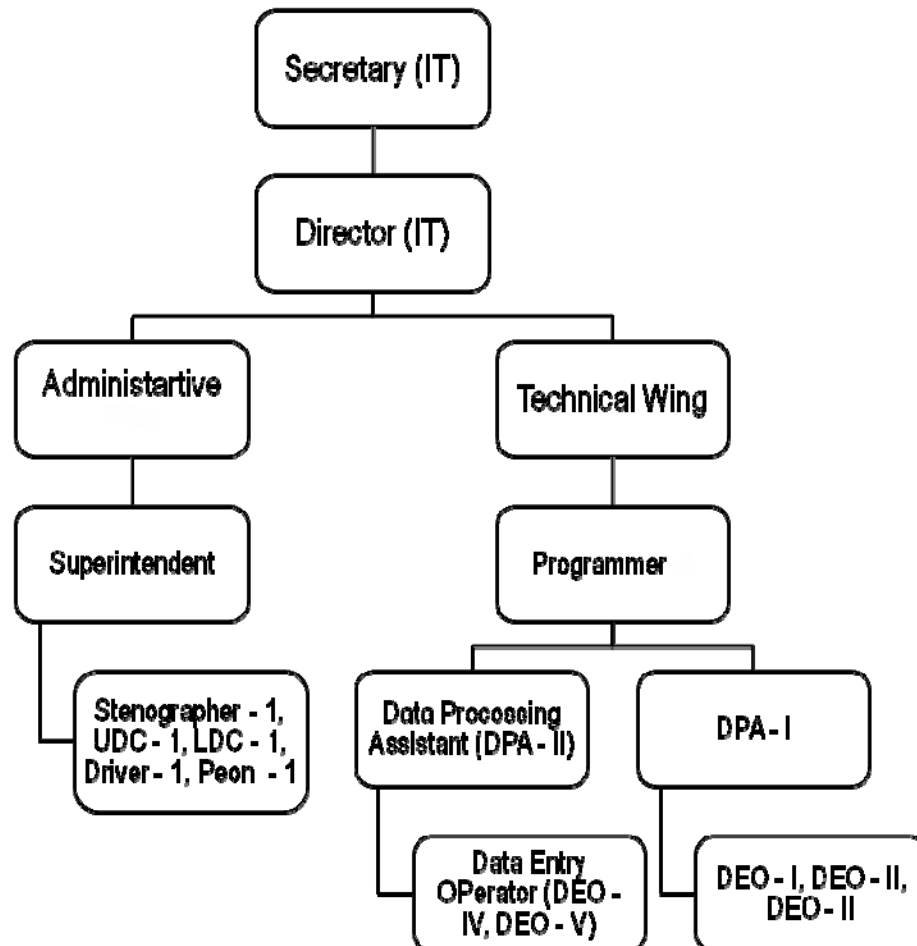 Secretary (IT)
Director (IT)
Administartive
Technical Wing
Superintendent
Programmer
Stenographer - 1,
UDC - 1, LDC - 1,
Driver - 1, Peon - 1
Data Processing
Assistant (DPA - II)
DPA - I
Data Entry
OPerator (DEO -
IV, DEO - V)
DEO - I, DEO - II,
DEO - II